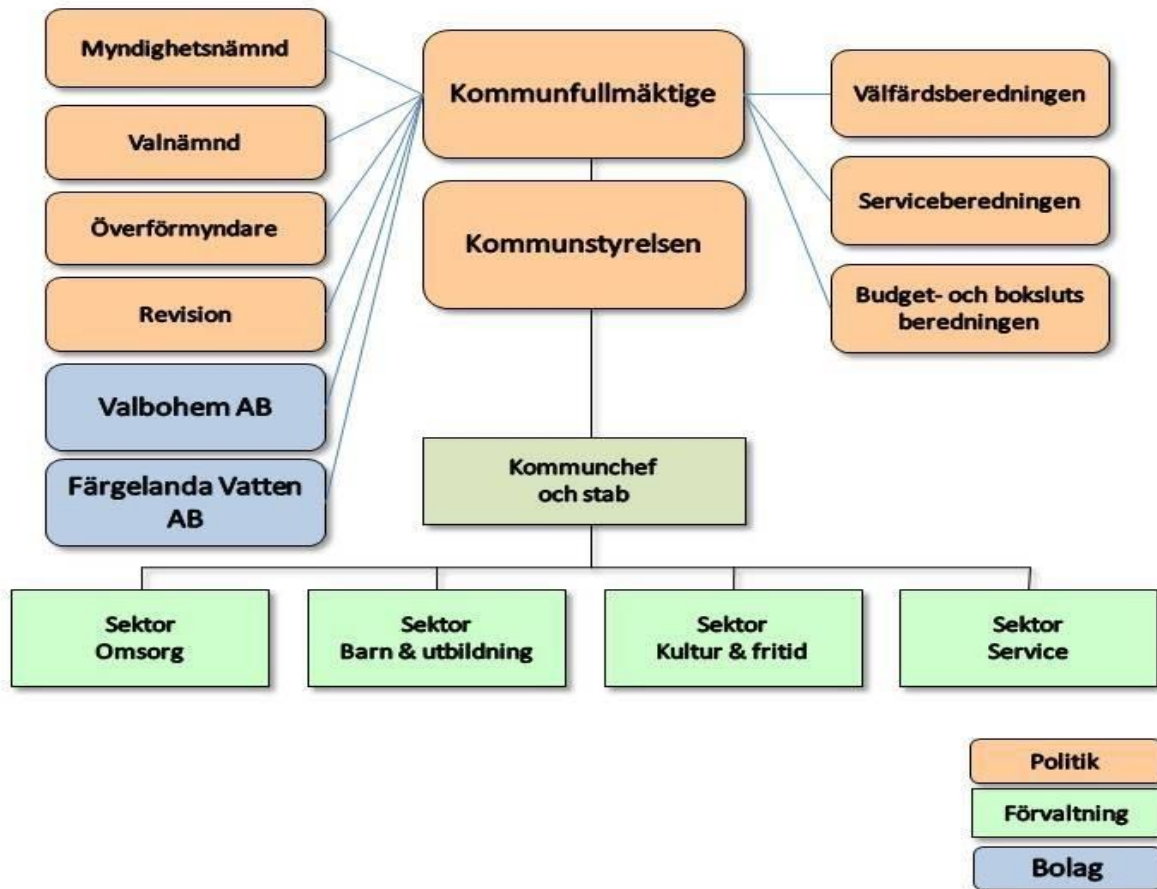 Myndighetsnämnd
Valnämnd
Överförmyndare
Revision
Valbohem AB
Färgelanda Vatten
AB
Kommunfullmäktige
Kommunstyrelsen
Välfärdsberedningen
Serviceberedningen
Budget- och boksluts
beredningen
Kommunchef
och stab
Sektor
Omsorg
Sektor
Barn & utbildning
Sektor
Kultur & fritid
Sektor
Service
Politik
Förvaltning
Bolag